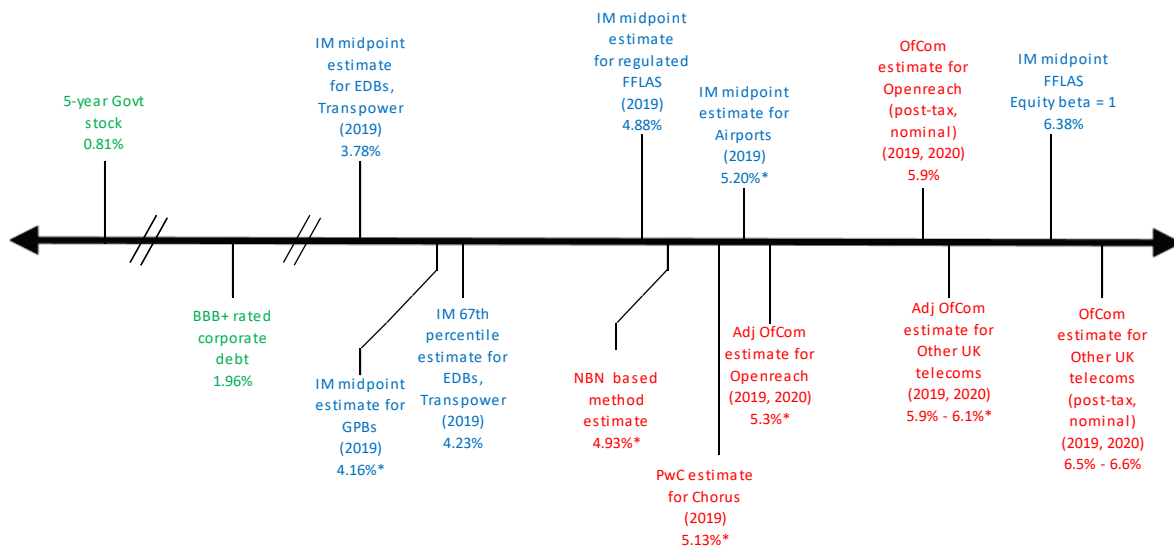 5-year Govt
stock
0.81%
IM midpoint
estimate
for EDBs,
Transpower
(2019)
3.78%
IM midpoint
estimate
for regulated
FFLAS
(2019)
4.88%
IM midpoint
estimate for
Airports
(2019)
5.20%*
OfCom
estimate for
Openreach
(post-tax,
nominal)
(2019, 2020)
5.9%
IM midpoint
FFLAS
Equity beta = 1
6.38%
BBB+ rated
corporate
debt
1.96%
IM midpoint
estimate for
GPBs
(2019)
4.16%*
IM 67th
percentile
estimate for
EDBs,
Transpower
(2019)
4.23%
NBN based
method
estimate
4.93%*
PwC estimate
for Chorus
(2019)
5.13%*
Adj OfCom
estimate for
Openreach
(2019, 2020)
5.3%*
Adj OfCom
estimate for
Other UK
telecoms
(2019, 2020)
5.9% - 6.1%*
OfCom
estimate for
Other UK
telecoms
(post-tax,
nominal)
(2019, 2020)
6.5% - 6.6%